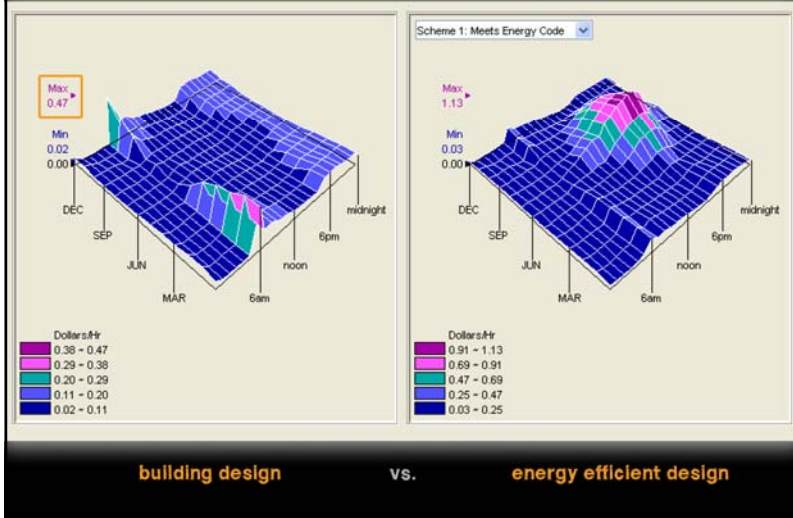 Max
0.47
Min
0.02
0.00
DEC
SEP
JUN
MAR
6am
noon
6pm
midnight
Dollars/Hr
0.38 - 0.47
0.29 - 0.38
0.20 - 0.29
0.11 - 0.20
0.02 - 0.11
Scheme 1: Meets Energy Code
Max
1.13
Min
0.03
0.00
DEC
SEP
JUN
MAR
6am
noon
6pm
midnight
Dollars/Hr
0.91 - 1.13
0.69 - 0.91
0.47 - 0.69
0.25 - 0.47
0.03 - 0.25
building design vs. energy efficient design